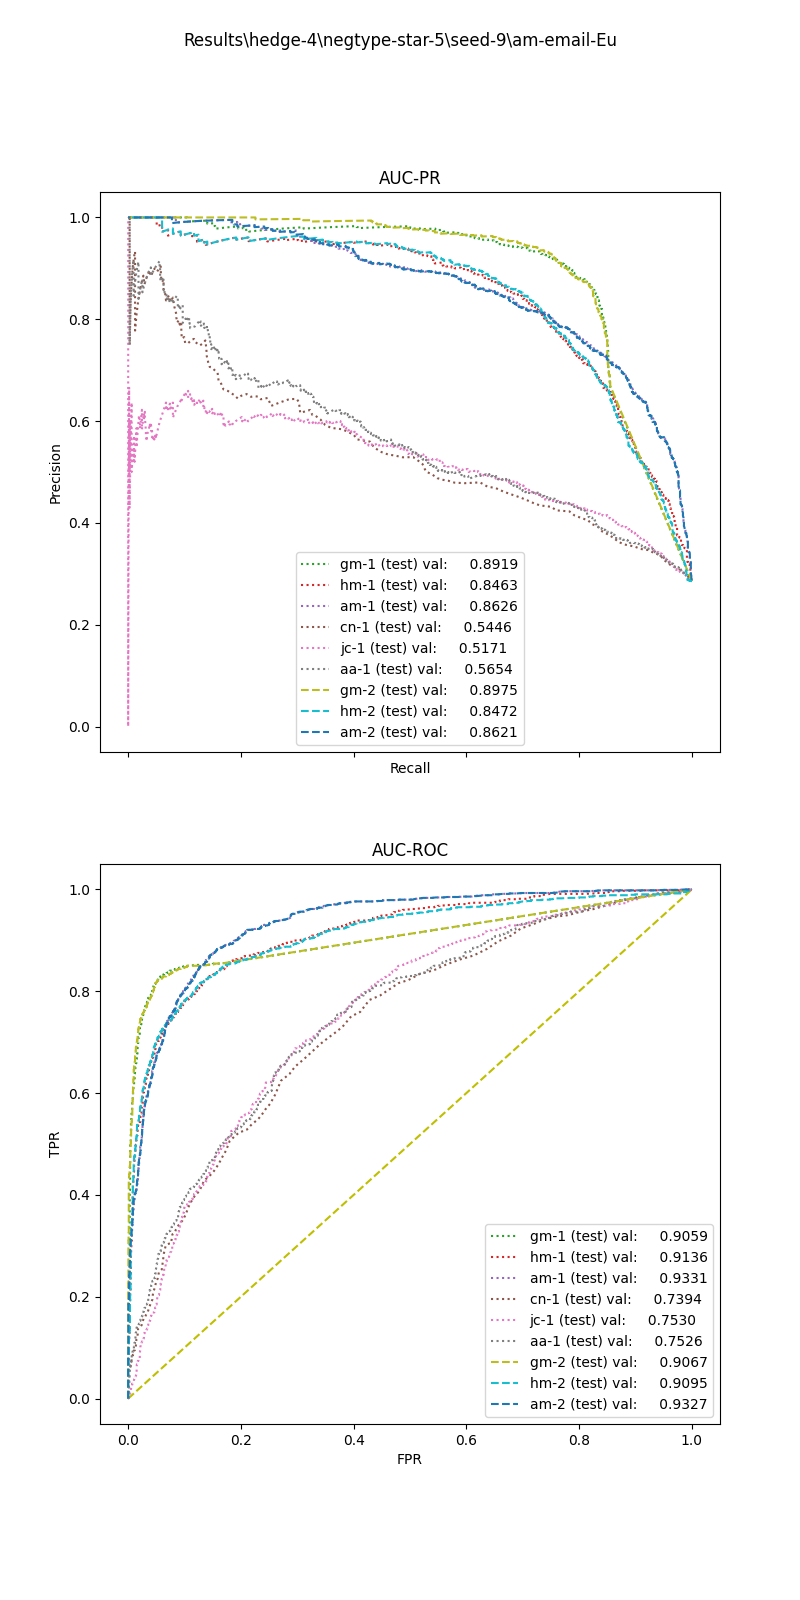 Results\hedge-4\negtype-star-5\seed-9\am-email-Eu
AUC-PR
1.0
0.8
0.6
0.4
0.2
0.0
Precision
gm-1 (test) val: 0.8919
hm-1 (test) val: 0.8463
am-1 (test) val: 0.8626
cn-1 (test) val: 0.5446
jc-1 (test) val: 0.5171
aa-1 (test) val: 0.5654
gm-2 (test) val: 0.8975
hm-2 (test) val: 0.8472
am-2 (test) val: 0.8621
Recall
AUC-ROC
1.0
0.8
0.6
0.4
0.2
0.0
TPR
gm-1 (test) val: 0.9059
hm-1 (test) val: 0.9136
am-1 (test) val: 0.9331
cn-1 (test) val: 0.7394
jc-1 (test) val: 0.7530
aa-1 (test) val: 0.7526
gm-2 (test) val: 0.9067
hm-2 (test) val: 0.9095
am-2 (test) val: 0.9327
0.0 0.2 0.4 0.6 0.8 1.0
FPR